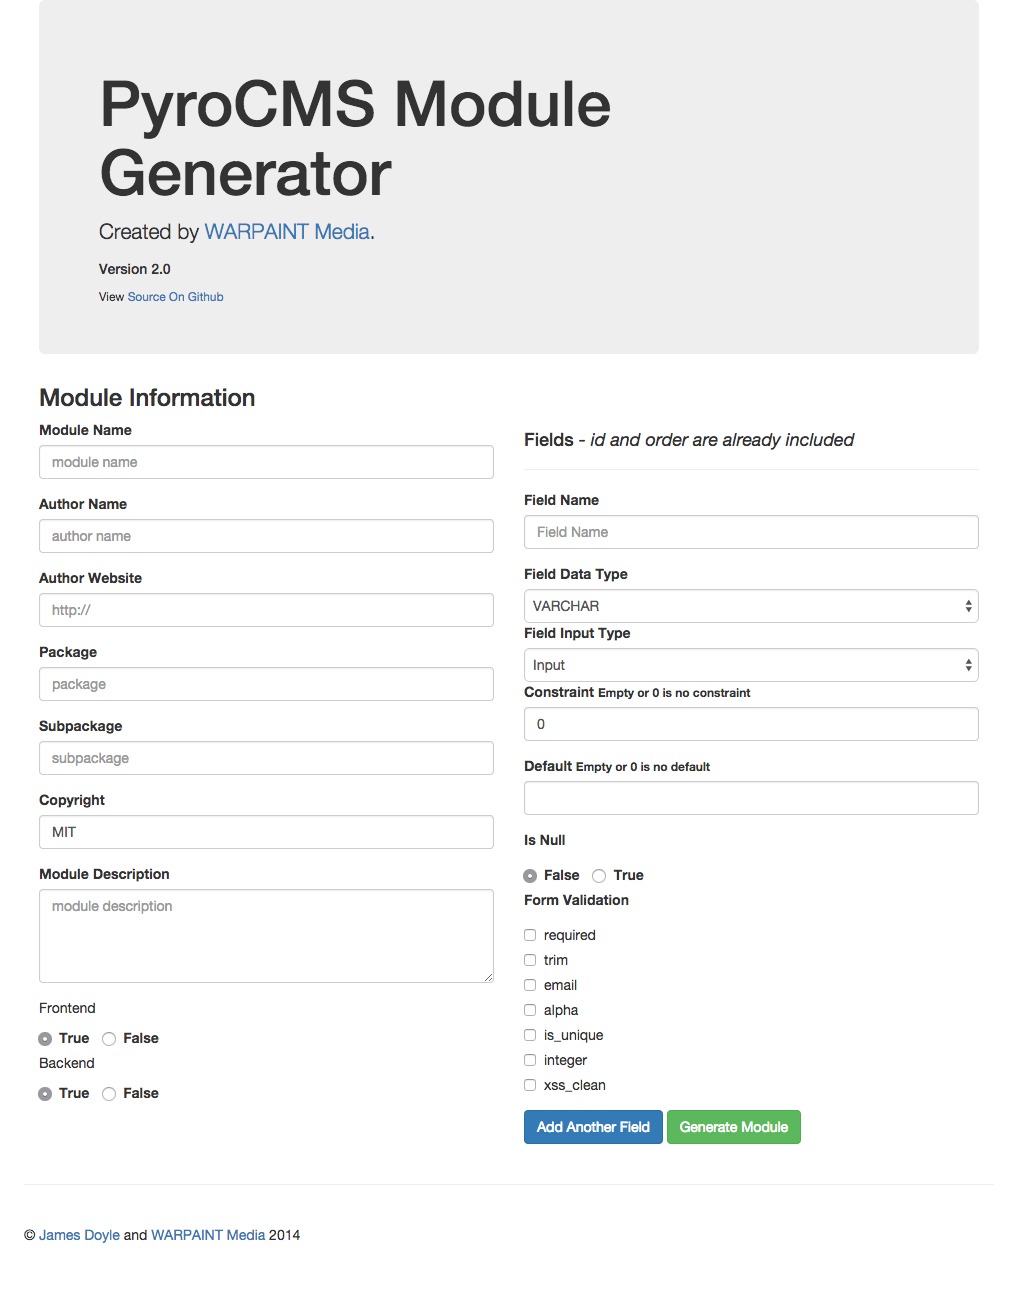 PyroCMS Module
Generator
Created by WARPAINT Media.
Version 2.0
View Source On Github
Module Information
Module Name
module name
Author Name
author name
Author Website
http://
Package
package
Subpackage
subpackage
Copyright
MIT
Module Description
module description
Frontend
True False
Backend
True False
Fields - id and order are already included
Field Name
Field Name
Field Data Type
VARCHAR
Field Input Type
Input
Constraint Empty or 0 is no constraint
0
Default Empty or 0 is no default
Is Null
False True
Form Validation
required
trim
email
alpha
is_unique
integer
xss_clean
Add Another Field Generate Module
© James Doyle and WARPAINT Media 2014